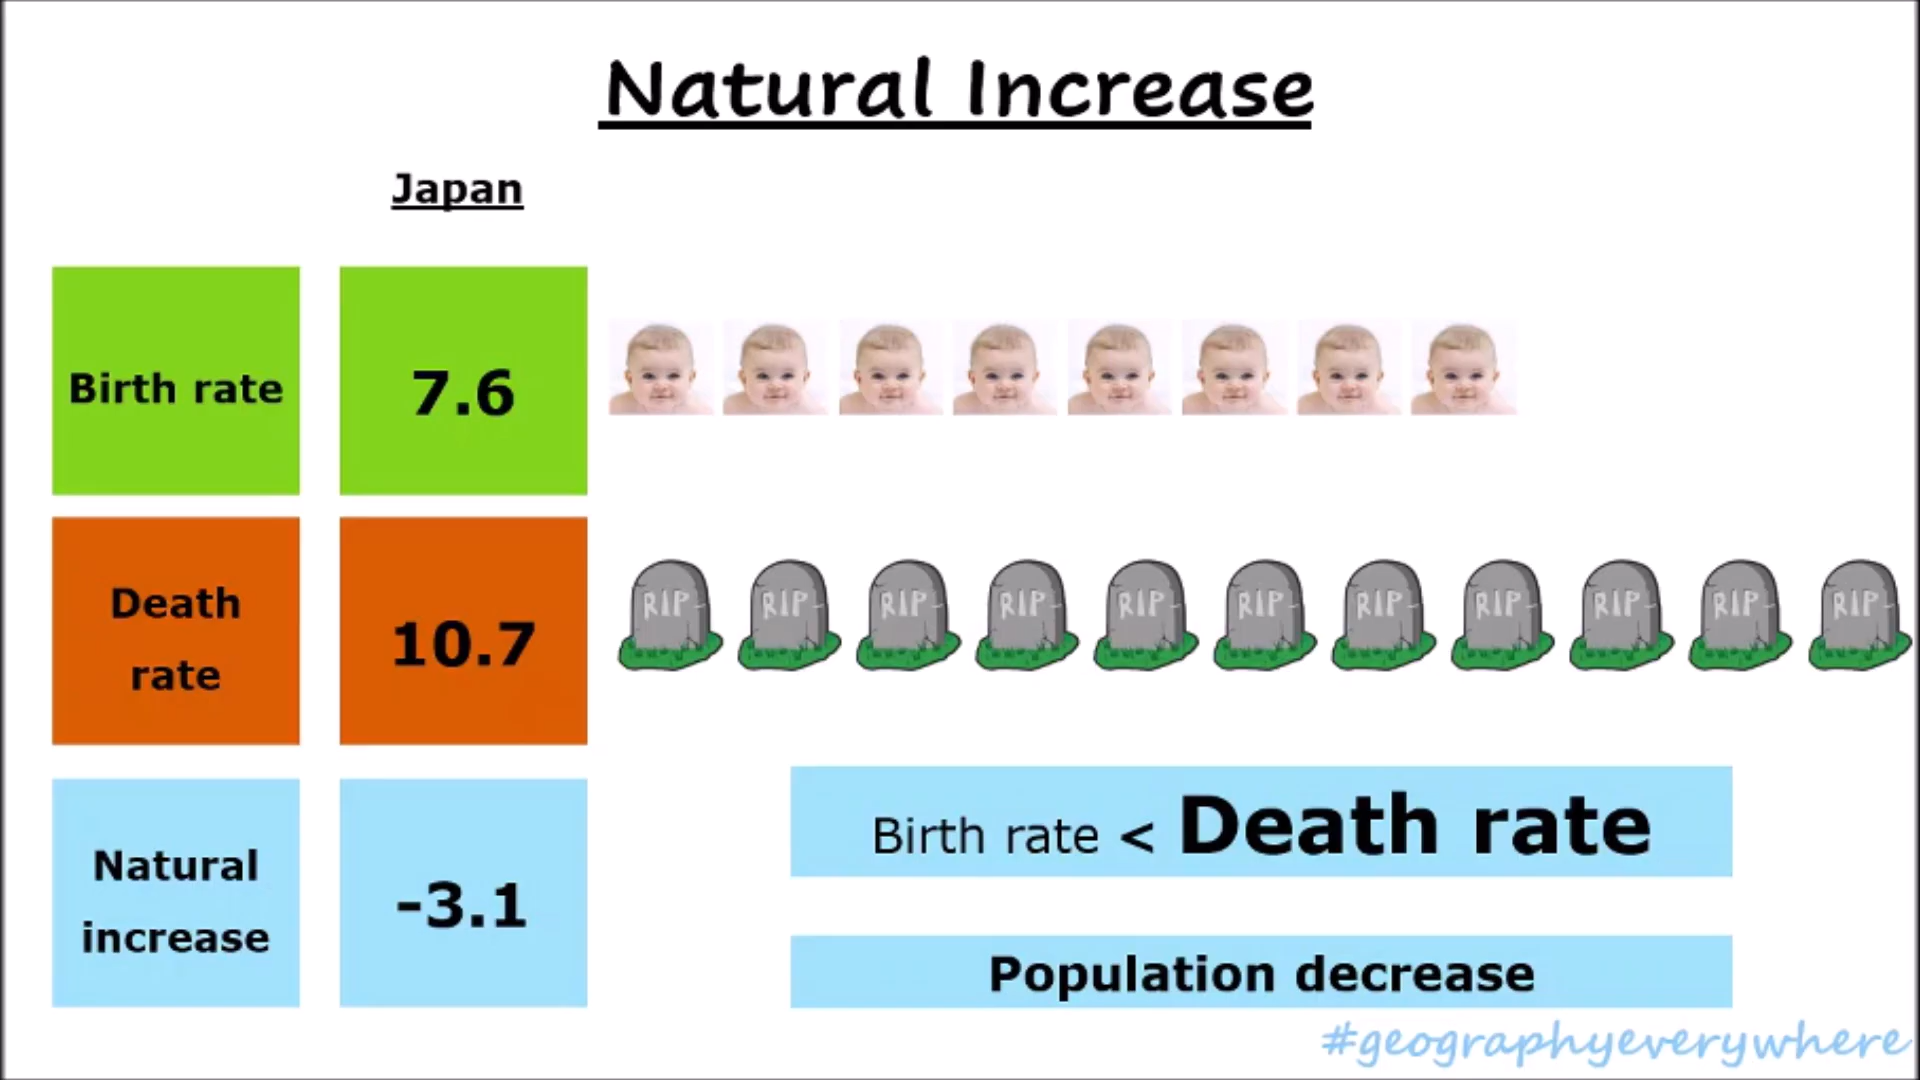 Natural Increase
Japan
Birth rate
7.6
Death
rate
10.7
RIP RIP RIP RIP RIP RIP RIP RIP RIP RIP RIP
Natural
increase
-3.1
Birth rate < Death rate
Population decrease
#geographyeverywhere